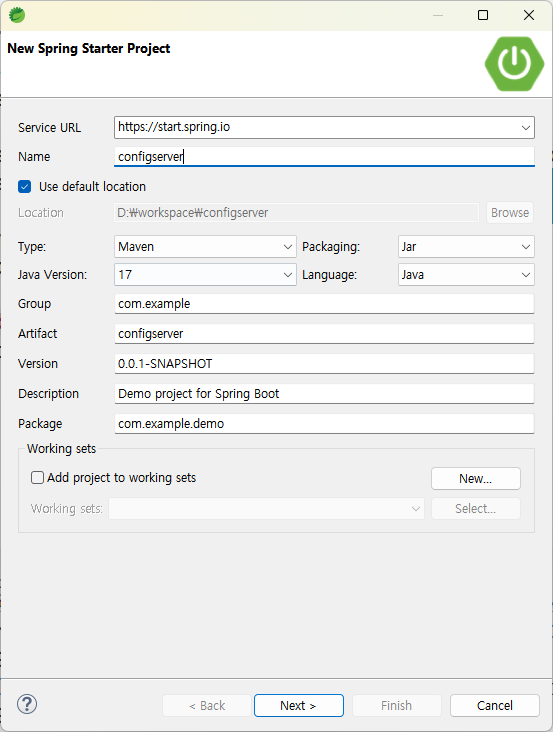 New Spring Starter Project
Service URL https://start.spring.io
Name configserver
Use default location
Location D:₩workspace₩configserver Browse
Type: Maven Packaging: Jar
Java Version: 17 Language: Java
Group com.example
Artifact configserver
Version 0.0.1-SNAPSHOT
Description Demo project for Spring Boot
Package com.example.demo
Working sets
Add project to working sets New...
Working sets: Select...
? < Back Next > Finish Cancel